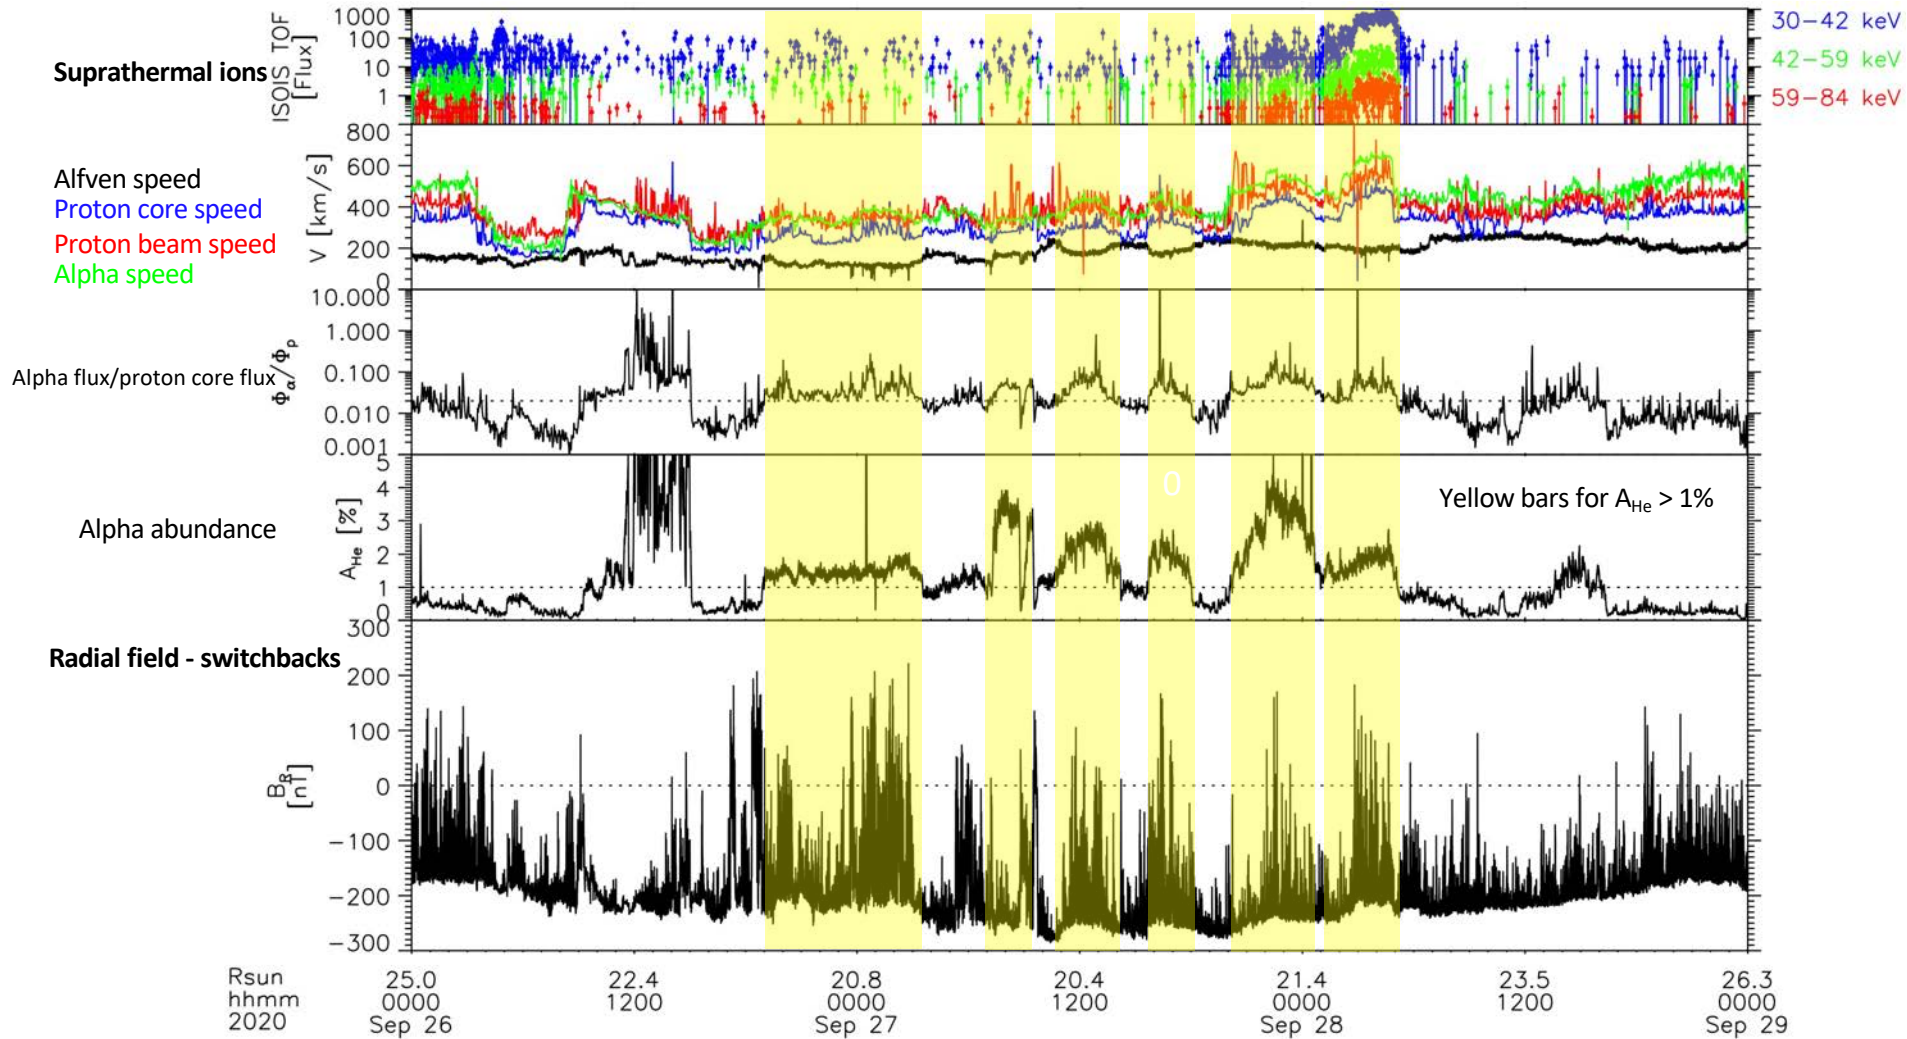 Suprathermal ions
ISOIS TOF
[Flux]
1000
100
10
1
30-42 keV
42-59 keV
59-84 keV
Alfven speed
Proton core speed
Proton beam speed
Alpha speed
V [km/s]
800
600
400
200
0
Alpha flux/proton core flux
Φα/Φp
10.000
1.000
0.100
0.010
0.001
Alpha abundance
AHe [%]
5
4
3
2
1
0
0
Yellow bars for AHe > 1%
Radial field - switchbacks
BR
[nT]
300
200
100
0
-100
-200
-300
Rsun 25.0 22.4 20.8 20.4 21.4 23.5 26.3
hhmm 0000 1200 0000 1200 0000 1200 0000
2020 Sep 26 Sep 27 Sep 28 Sep 29